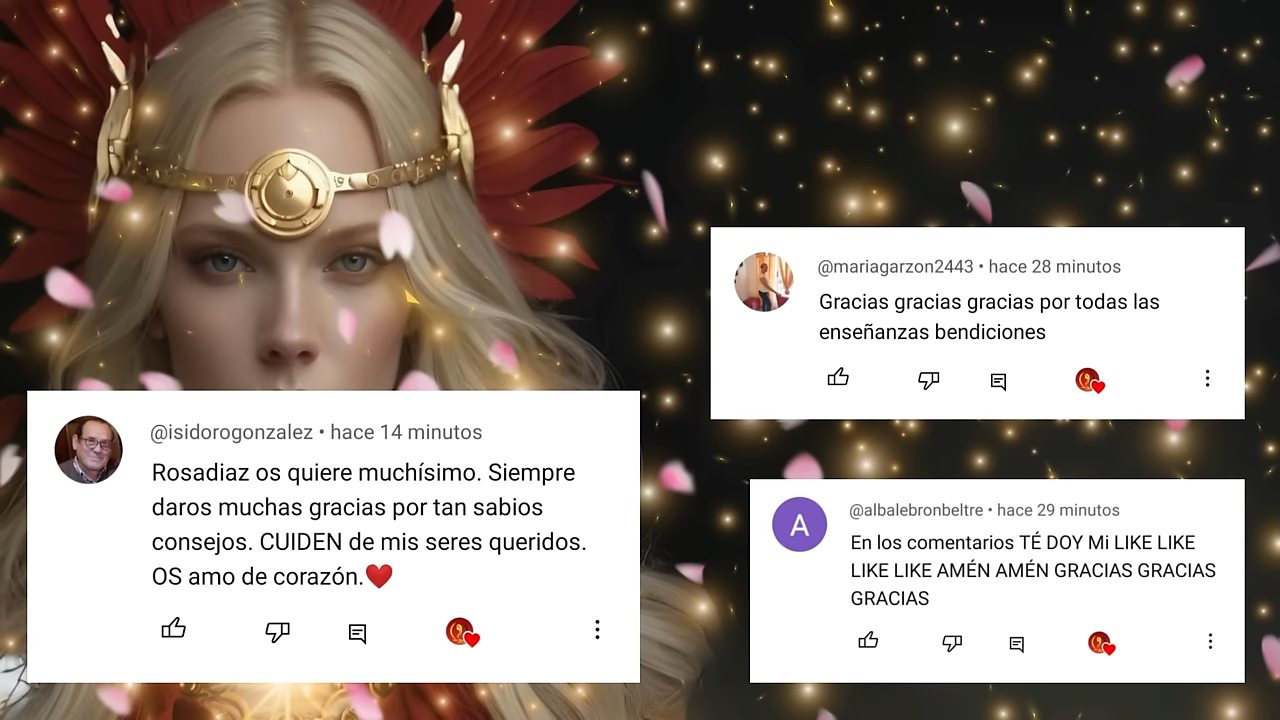 @isidorogonzalez • hace 14 minutos
Rosadiaz os quiere muchísimo. Siempre
daros muchas gracias por tan sabios
consejos. CUIDEN de mis seres queridos.
OS amo de corazón.❤️
@mariagarzon2443 • hace 28 minutos
Gracias gracias gracias por todas las
enseñanzas bendiciones
A
@albalebronbeltre • hace 29 minutos
En los comentarios TÉ DOY Mi LIKE LIKE
LIKE LIKE AMÉN AMÉN GRACIAS GRACIAS
GRACIAS